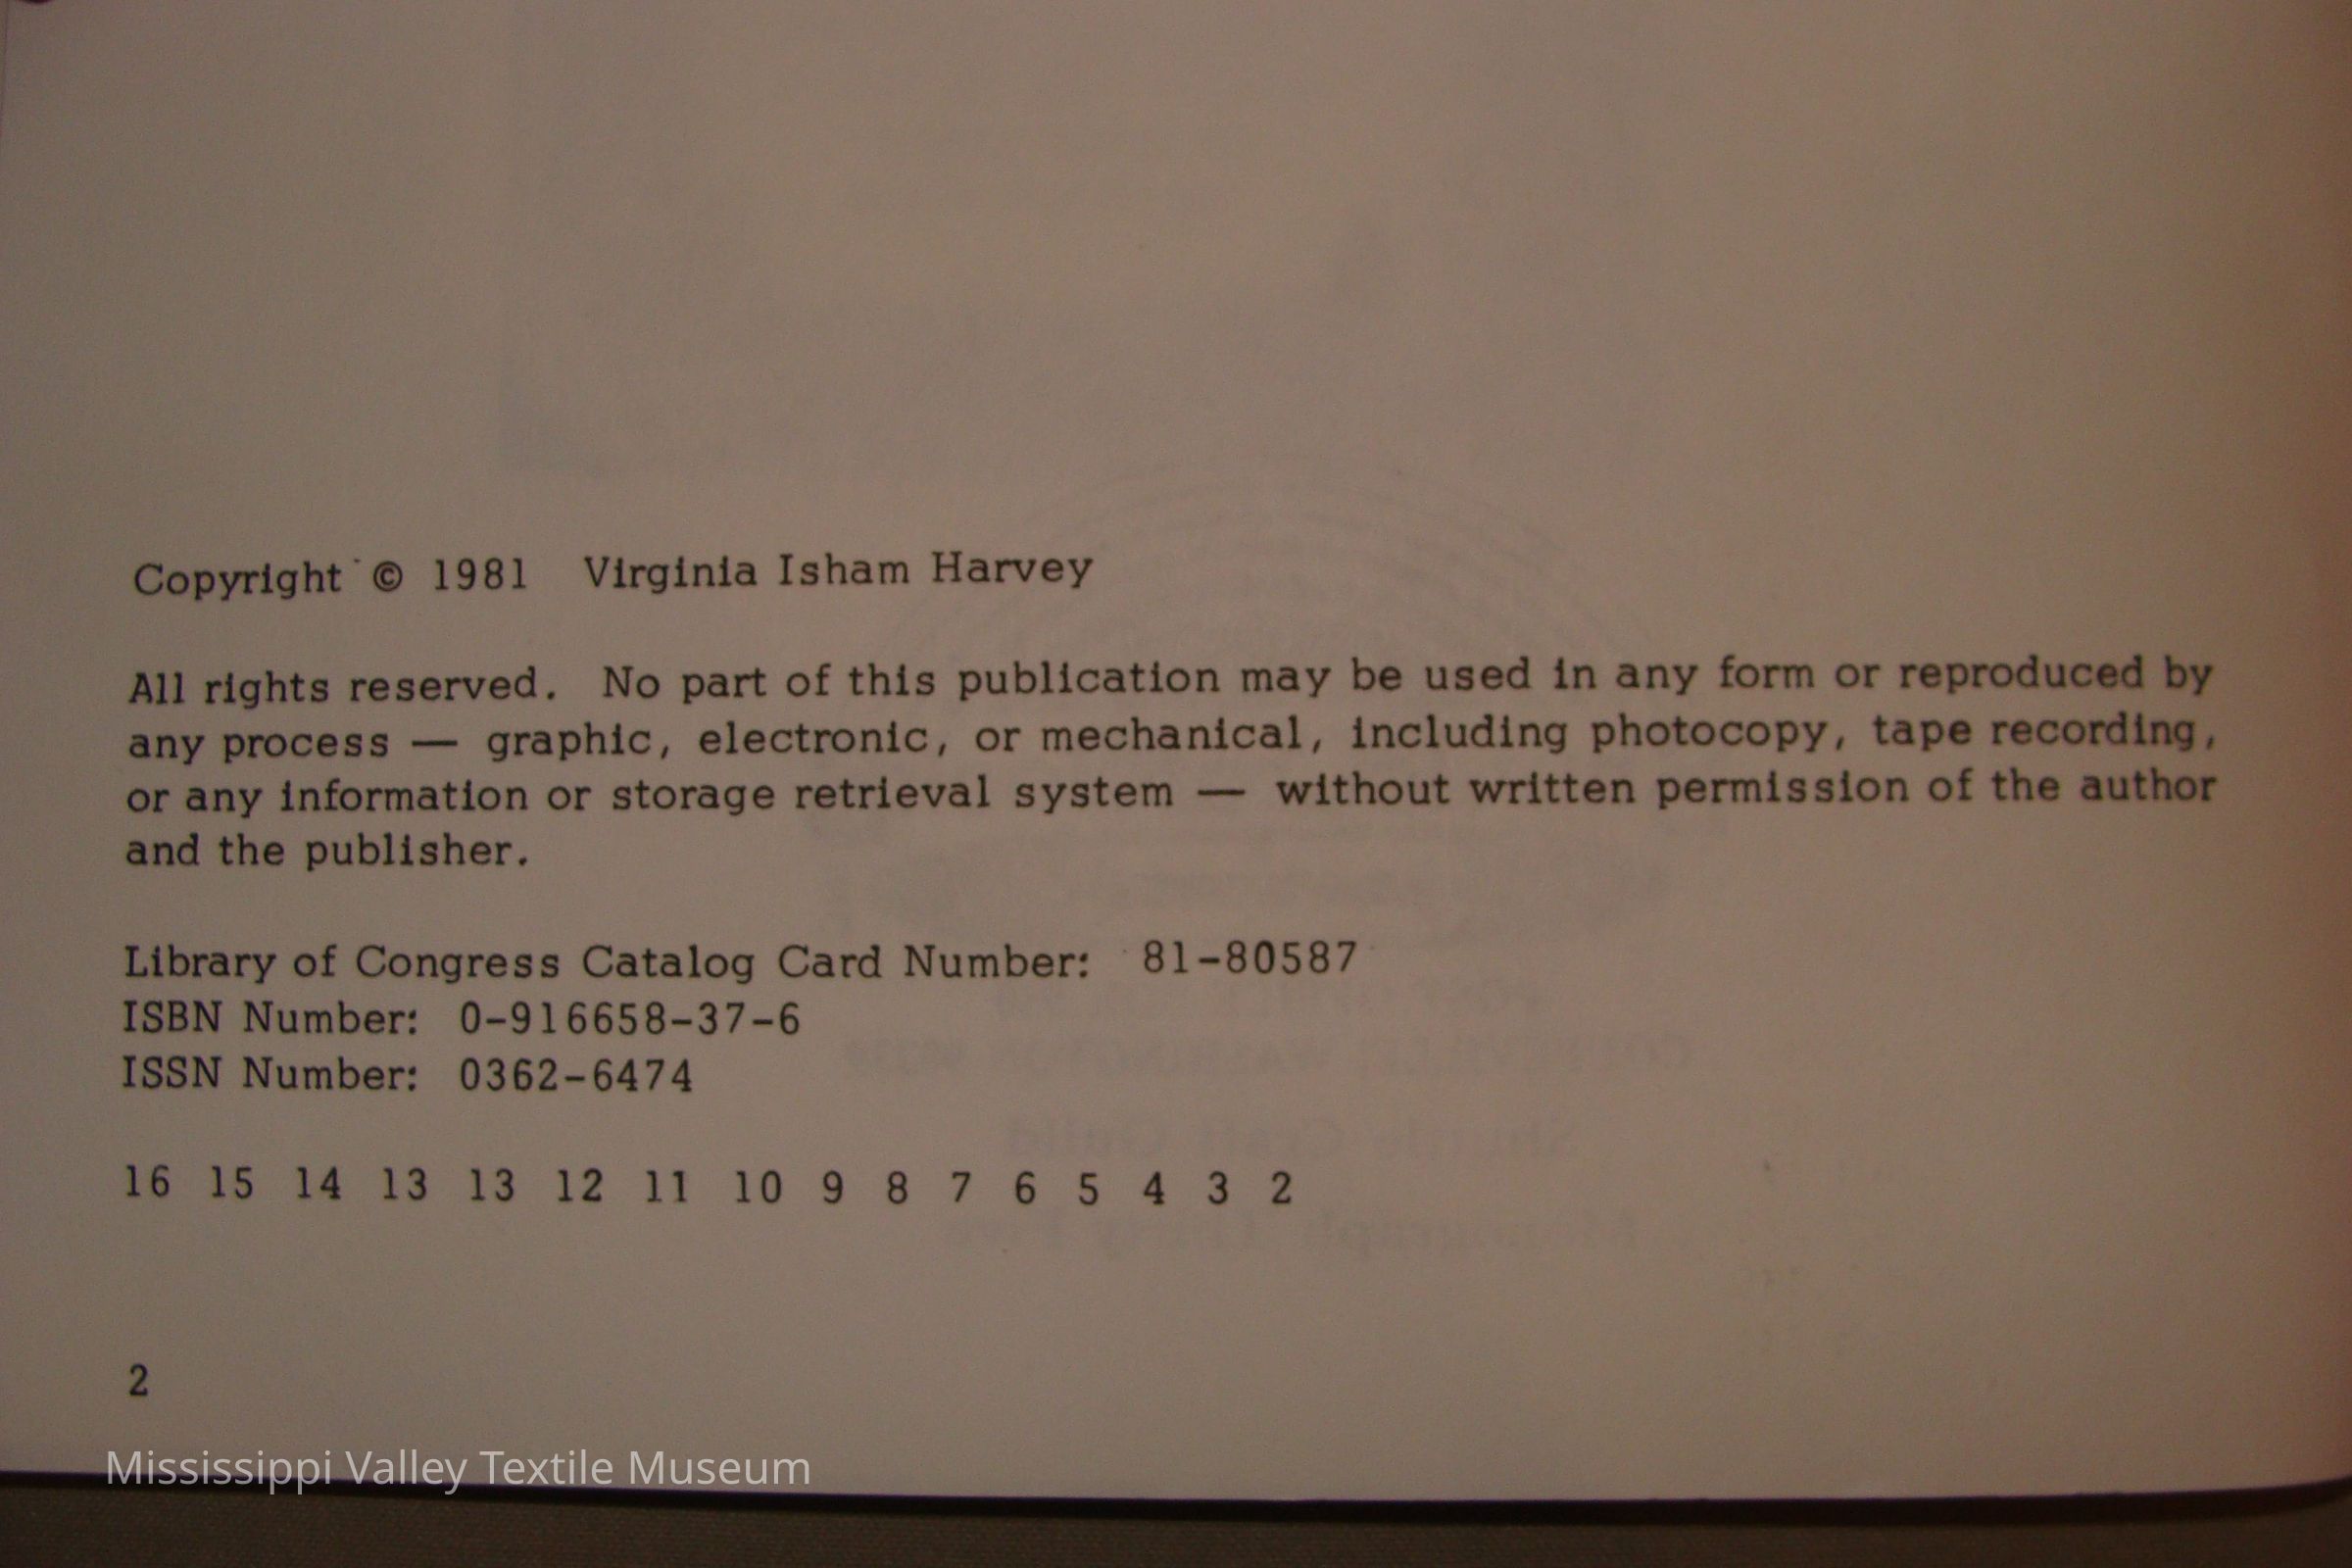 Copyright © 1981 Virginia Isham Harvey
All rights reserved. No part of this publication may be used in any form or reproduced by
any process — graphic, electronic, or mechanical, including photocopy, tape recording,
or any information or storage retrieval system — without written permission of the author
and the publisher.
Library of Congress Catalog Card Number: 81-80587
ISBN Number: 0-916658-37-6
ISSN Number: 0362-6474
16 15 14 13 13 12 11 10 9 8 7 6 5 4 3 2
2
Mississippi Valley Textile Museum